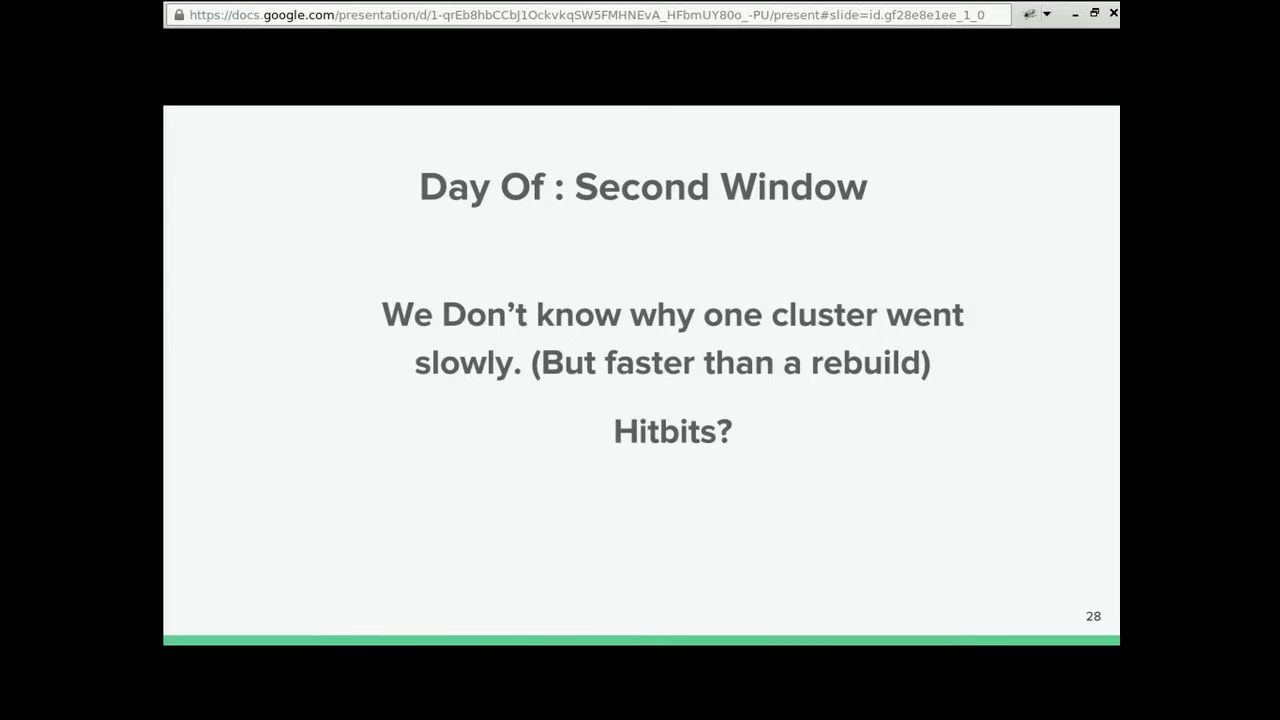 https://docs.google.com/presentation/d/1-qrEb8hbCCbJ1OckvkqSW5FMHNEvA_HFbmUY80o_-PU/present#slide=id.gf28e8e1ee_1_0
Day Of : Second Window
We Don’t know why one cluster went
slowly. (But faster than a rebuild)
Hitbits?
28